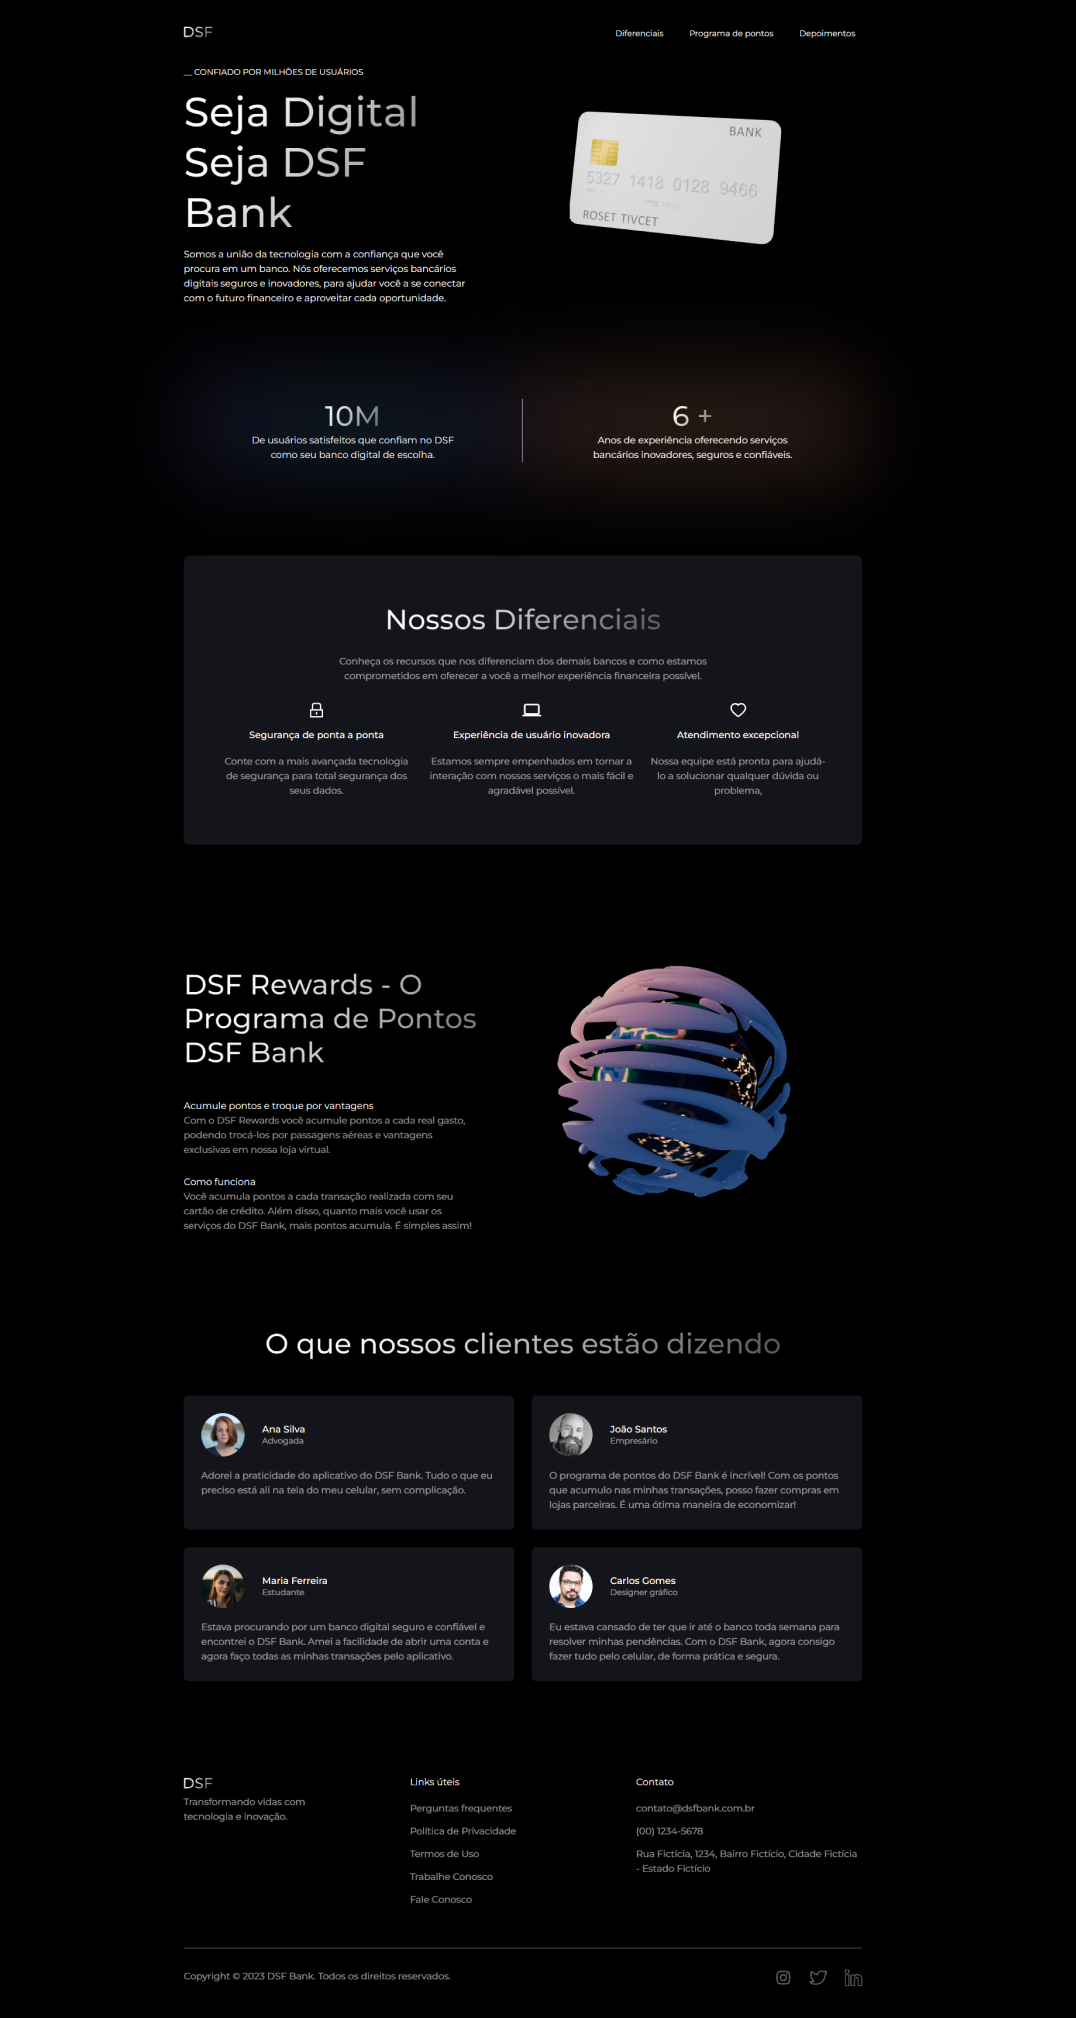 DSF
Diferenciais
Programa de pontos
Depoimentos
__ CONFIADO POR MILHÕES DE USUÁRIOS
Seja Digital
Seja DSF
Bank
Somos a união da tecnologia com a confiança que você
procura em um banco. Nós oferecemos serviços bancários
digitais seguros e inovadores, para ajudar você a se conectar
com o futuro financeiro e aproveitar cada oportunidade.
BANK
5327 1418 0128 9466
ROSET TIVCET
10M
De usuários satisfeitos que confiam no DSF
como seu banco digital de escolha.
6 +
Anos de experiência oferecendo serviços
bancários inovadores, seguros e confiáveis.
Nossos Diferenciais
Conheça os recursos que nos diferenciam dos demais bancos e como estamos
comprometidos em oferecer a você a melhor experiência financeira possível.
Segurança de ponta a ponta
Conte com a mais avançada tecnologia
de segurança para total segurança dos
seus dados.
Experiência de usuário inovadora
Estamos sempre empenhados em tornar a
interação com nossos serviços o mais fácil e
agradável possível.
Atendimento excepcional
Nossa equipe está pronta para ajudá-
lo a solucionar qualquer dúvida ou
problema,
DSF Rewards - O
Programa de Pontos
DSF Bank
Acumule pontos e troque por vantagens
Com o DSF Rewards você acumule pontos a cada real gasto,
podendo trocá-los por passagens aéreas e vantagens
exclusivas em nossa loja virtual.
Como funciona
Você acumula pontos a cada transação realizada com seu
cartão de crédito. Além disso, quanto mais você usar os
serviços do DSF Bank, mais pontos acumula. É simples assim!
O que nossos clientes estão dizendo
Ana Silva
Advogada
Adorei a praticidade do aplicativo do DSF Bank. Tudo o que eu
preciso está ali na tela do meu celular, sem complicação.
João Santos
Empresário
O programa de pontos do DSF Bank é incrível! Com os pontos
que acumulo nas minhas transações, posso fazer compras em
lojas parceiras. É uma ótima maneira de economizar!
Maria Ferreira
Estudante
Estava procurando por um banco digital seguro e confiável e
encontrei o DSF Bank. Amei a facilidade de abrir uma conta e
agora faço todas as minhas transações pelo aplicativo.
Carlos Gomes
Designer gráfico
Eu estava cansado de ter que ir até o banco toda semana para
resolver minhas pendências. Com o DSF Bank, agora consigo
fazer tudo pelo celular, de forma prática e segura.
DSF
Transformando vidas com
tecnologia e inovação.
Links úteis
Perguntas frequentes
Política de Privacidade
Termos de Uso
Trabalhe Conosco
Fale Conosco
Contato
contato@dsfbank.com.br
(00) 1234-5678
Rua Fictícia, 1234, Bairro Fictício, Cidade Fictícia
- Estado Fictício
Copyright © 2023 DSF Bank. Todos os direitos reservados.